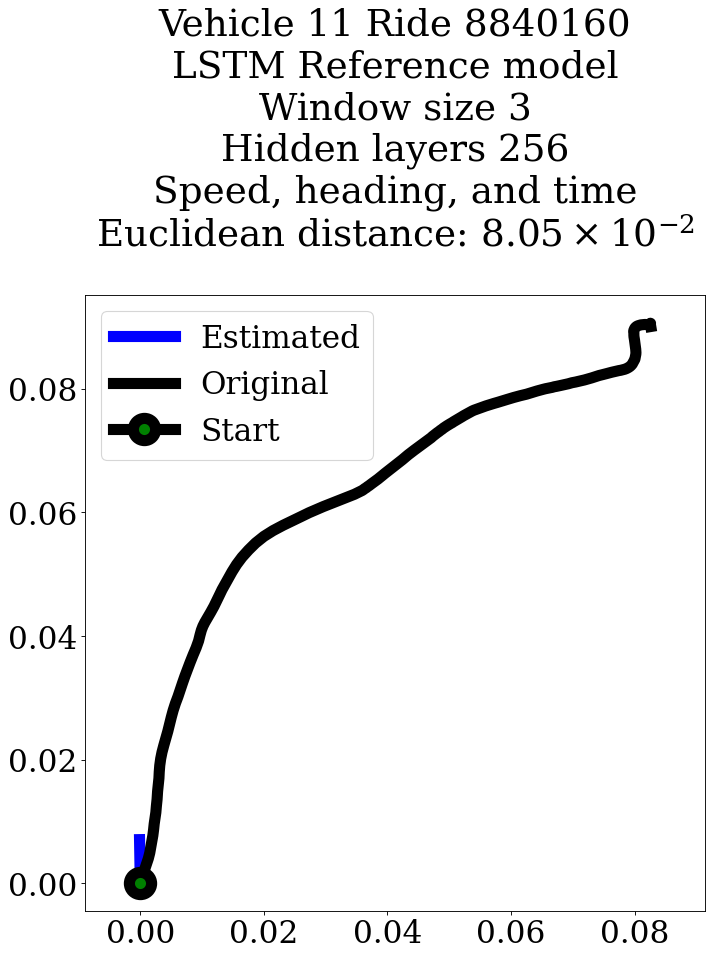 Vehicle 11 Ride 8840160
LSTM Reference model
Window size 3
Hidden layers 256
Speed, heading, and time
Euclidean distance: 8.05 × 10⁻²
Estimated
Original
Start
0.08
0.06
0.04
0.02
0.00
0.00 0.02 0.04 0.06 0.08